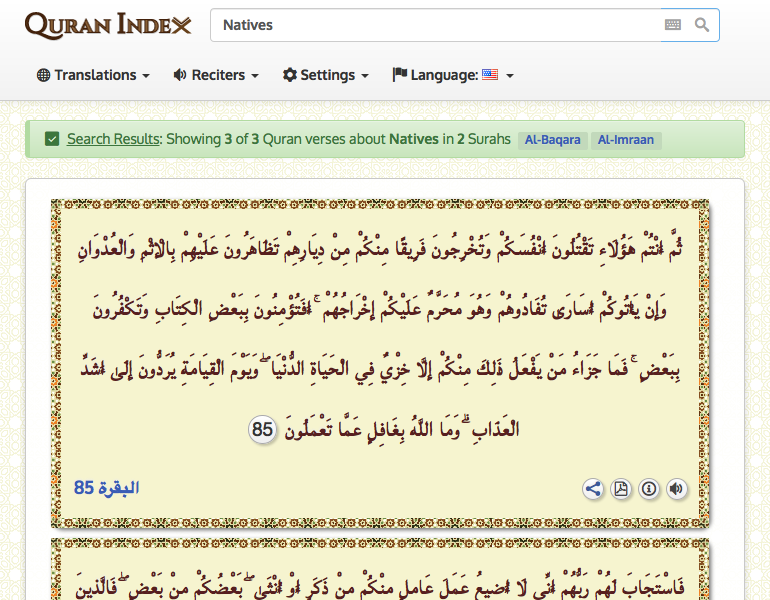 QURAN INDEX
Natives
Translations
Reciters
Settings
Language:
Search Results: Showing 3 of 3 Quran verses about Natives in 2 Surahs Al-Baqara Al-Imraan
ثُمَّ أَنْتُمْ هَؤُلَاءِ تَقْتُلُونَ أَنْفُسَكُمْ وَتُخْرِجُونَ فَرِيقًا مِنْكُمْ مِنْ دِيَارِهِمْ تَظَاهَرُونَ عَلَيْهِمْ بِالْإِثْمِ وَالْعُدْوَانِ
وَإِنْ يَأْتُوكُمْ أُسَارَى تُفَادُوهُمْ وَهُوَ مُحَرَّمٌ عَلَيْكُمْ إِخْرَاجُهُمْ ۚ أَفَتُؤْمِنُونَ بِبَعْضِ الْكِتَابِ وَتَكْفُرُونَ
بِبَعْضٍ ۚ فَمَا جَزَاءُ مَنْ يَفْعَلُ ذَلِكَ مِنْكُمْ إِلَّا خِزْيٌ فِي الْحَيَاةِ الدُّنْيَا ۖ وَيَوْمَ الْقِيَامَةِ يُرَدُّونَ إِلَى أَشَدِّ
الْعَذَابِ ۗ وَمَا اللَّهُ بِغَافِلٍ عَمَّا تَعْمَلُونَ 85
البقرة 85
فَاسْتَجَابَ لَهُمْ رَبُّهُمْ أَنِّي لَا أُضِيعُ عَمَلَ عَامِلٍ مِنْكُمْ مِنْ ذَكَرٍ أَوْ أُنْثَى ۖ بَعْضُكُمْ مِنْ بَعْضٍ ۖ فَالَّذِينَ